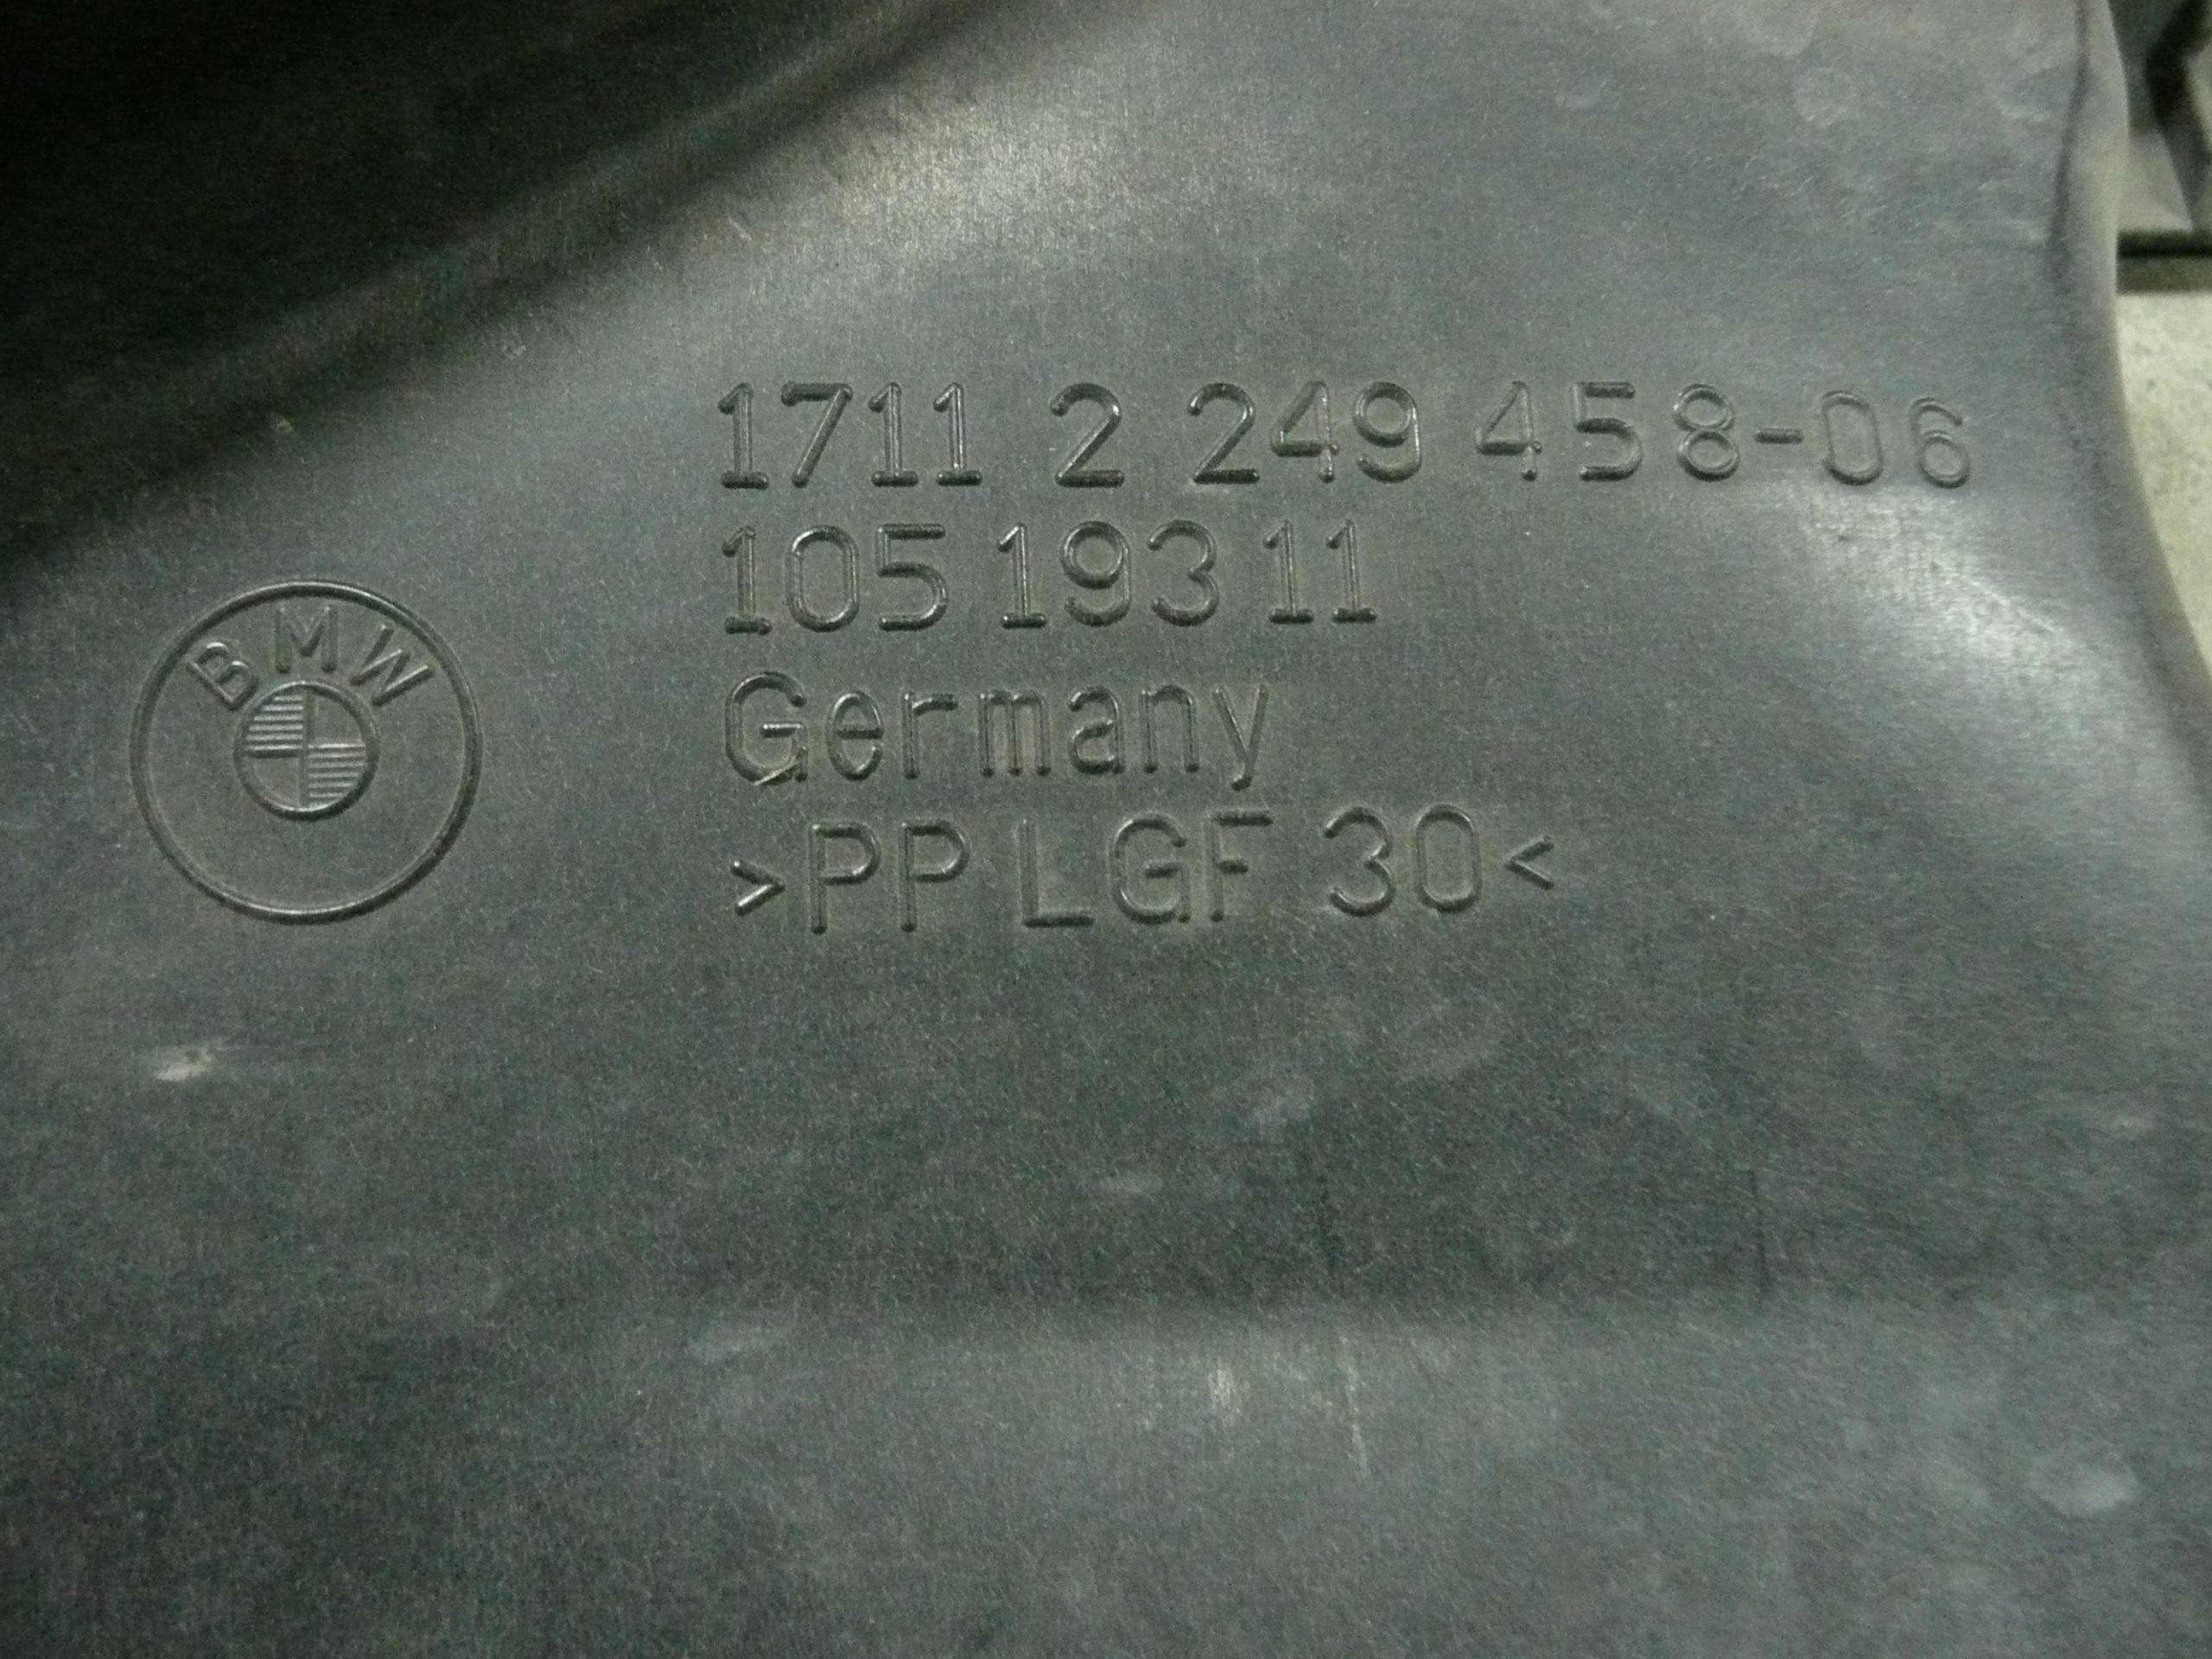 1711 2 249 458-06
105 193 11
BMW
Germany
>PP LGF 30<